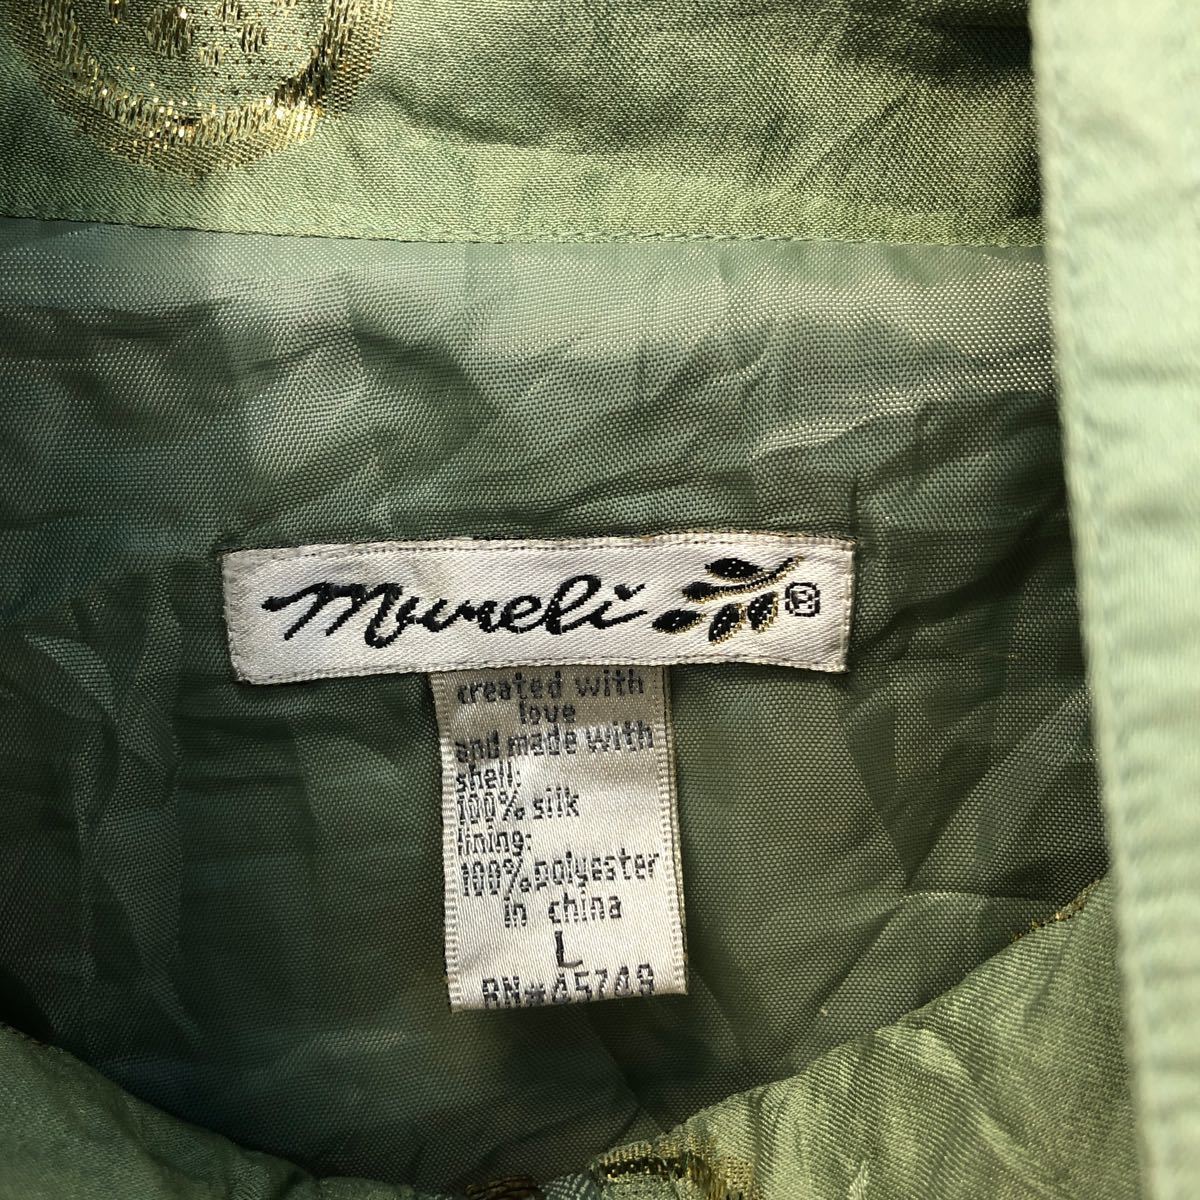 Mureli ®
created with
love
and made with
shell:
100% silk
lining:
100% polyester
in china
L
RN#45749